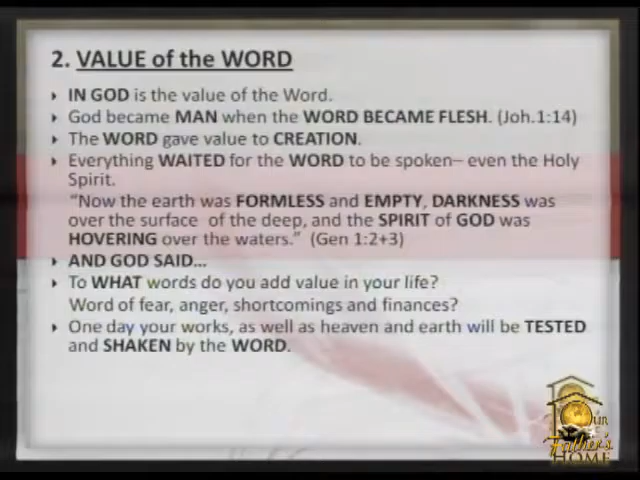 2. VALUE of the WORD
IN GOD is the value of the Word.
God became MAN when the WORD BECAME FLESH. (Joh.1:14)
The WORD gave value to CREATION.
Everything WAITED for the WORD to be spoken– even the Holy
Spirit.
"Now the earth was FORMLESS and EMPTY, DARKNESS was
over the surface of the deep, and the SPIRIT of GOD was
HOVERING over the waters." (Gen 1:2+3)
AND GOD SAID...
To WHAT words do you add value in your life?
Word of fear, anger, shortcomings and finances?
One day your works, as well as heaven and earth will be TESTED
and SHAKEN by the WORD.
Our
Father's
HOME